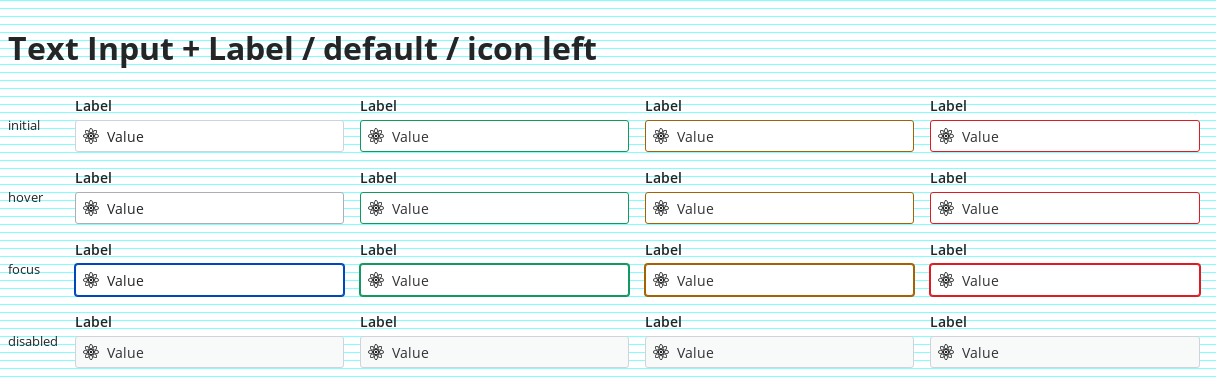 Text Input + Label / default / icon left
Label Label Label Label
initial Value Value Value Value
Label Label Label Label
hover Value Value Value Value
Label Label Label Label
focus Value Value Value Value
Label Label Label Label
disabled Value Value Value Value